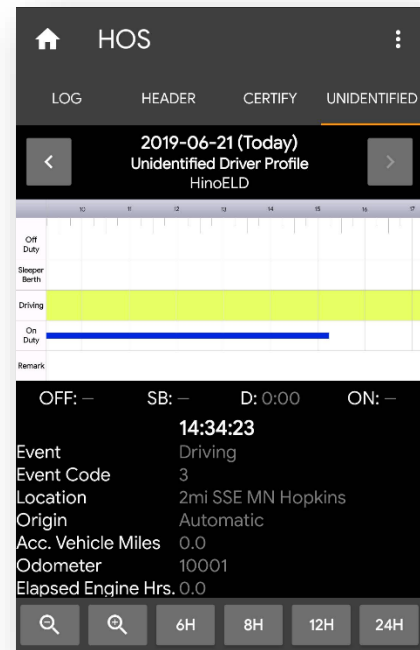 HOS
LOG HEADER CERTIFY UNIDENTIFIED
2019-06-21 (Today)
Unidentified Driver Profile
HinoELD
10 11 12 13 14 15 16 17
Off
Duty
Sleeper
Berth
Driving
On
Duty
Remark
OFF: – SB: – D: 0:00 ON: –
14:34:23
Event Driving
Event Code 3
Location 2mi SSE MN Hopkins
Origin Automatic
Acc. Vehicle Miles 0.0
Odometer 10001
Elapsed Engine Hrs. 0.0
6H 8H 12H 24H